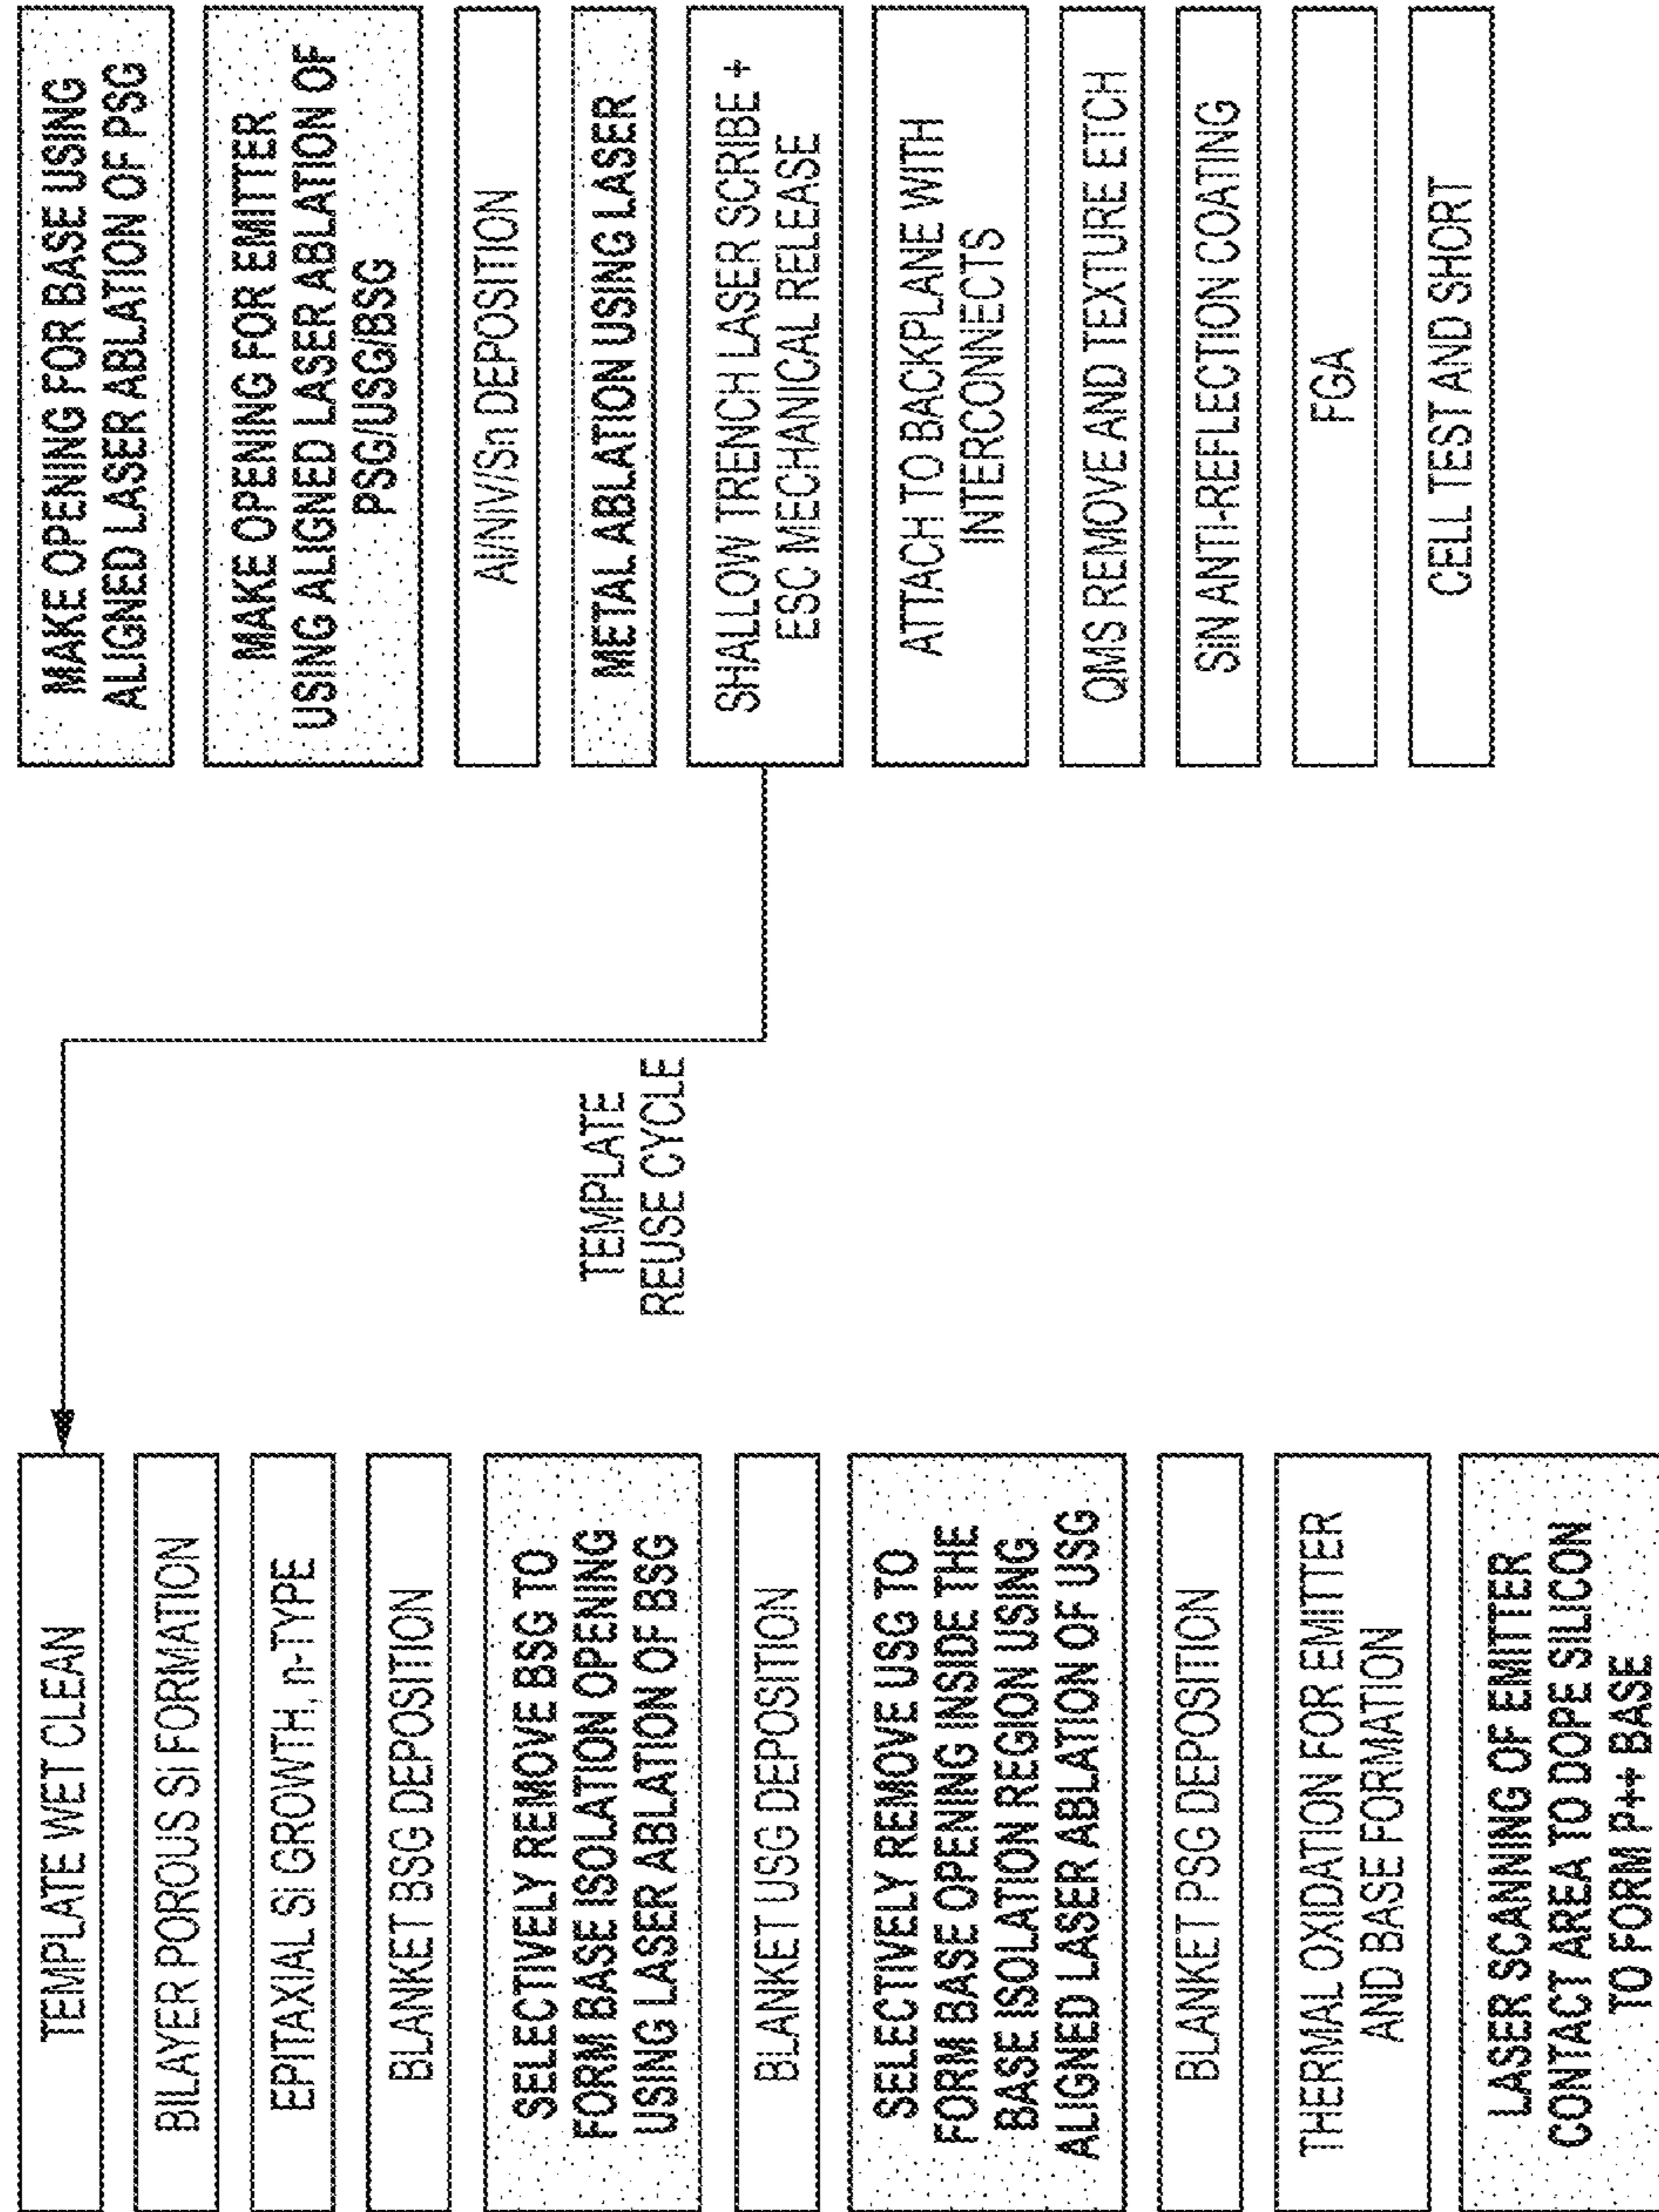 TEMPLATE WET CLEAN
BILAYER POROUS SI FORMATION
EPITAXIAL SI GROWTH, n-TYPE
BLANKET BSG DEPOSITION
SELECTIVELY REMOVE BSG TO
FORM BASE ISOLATION OPENING
USING LASER ABLATION OF BSG
BLANKET USG DEPOSITION
SELECTIVELY REMOVE USG TO
FORM BASE OPENING INSIDE THE
BASE ISOLATION REGION USING
ALIGNED LASER ABLATION OF USG
BLANKET PSG DEPOSITION
THERMAL OXIDATION FOR EMITTER
AND BASE FORMATION
LASER SCANNING OF EMITTER
CONTACT AREA TO DOPE SILICON
TO FORM P++ BASE
TEMPLATE
REUSE CYCLE
MAKE OPENING FOR BASE USING
ALIGNED LASER ABLATION OF PSG
MAKE OPENING FOR EMITTER
USING ALIGNED LASER ABLATION OF
PSG/USG/BSG
Al/NiV/Sn DEPOSITION
METAL ABLATION USING LASER
SHALLOW TRENCH LASER SCRIBE +
ESC MECHANICAL RELEASE
ATTACH TO BACKPLANE WITH
INTERCONNECTS
QMS REMOVE AND TEXTURE ETCH
SiN ANTI-REFLECTION COATING
FGA
CELL TEST AND SHORT